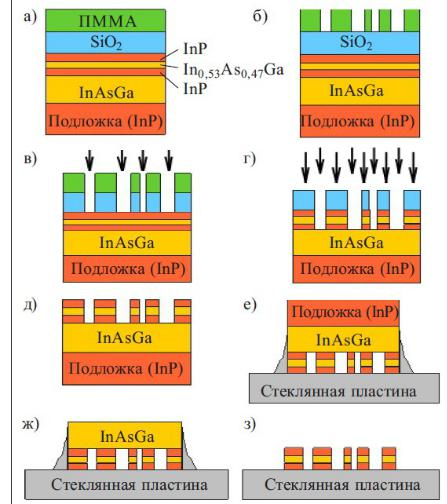 а)
ПММА
SiO2
InP
In0,53As0,47Ga
InP
InAsGa
Подложка (InP)
б)
SiO2
InAsGa
Подложка (InP)
в)
InAsGa
Подложка (InP)
г)
InAsGa
Подложка (InP)
д)
InAsGa
Подложка (InP)
е)
Подложка (InP)
InAsGa
Стеклянная пластина
ж)
InAsGa
Стеклянная пластина
з)
Стеклянная пластина